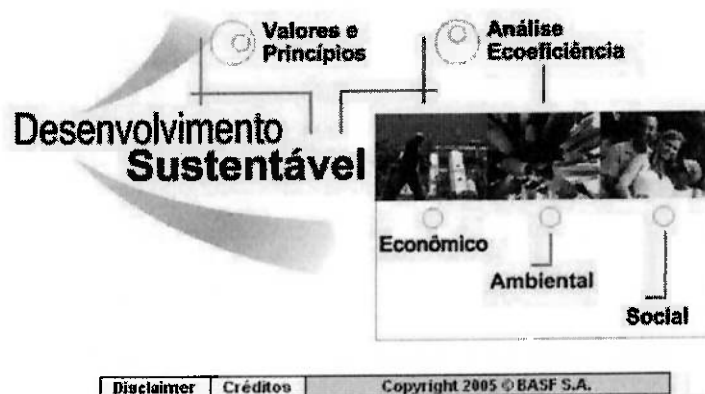 Valores e
Princípios
Análise
Ecoeficiência
Desenvolvimento
Sustentável
Econômico
Ambiental
Social
Disclaimer Créditos Copyright 2005 © BASF S.A.